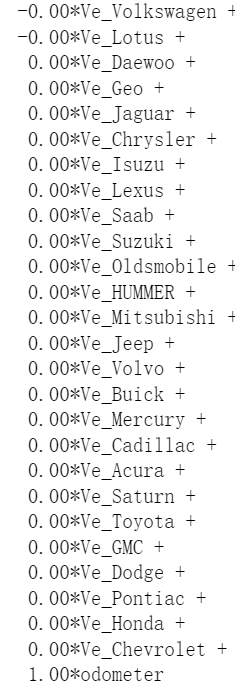 -0.00*Ve_Volkswagen +
-0.00*Ve_Lotus +
0.00*Ve_Daewoo +
0.00*Ve_Geo +
0.00*Ve_Jaguar +
0.00*Ve_Chrysler +
0.00*Ve_Isuzu +
0.00*Ve_Lexus +
0.00*Ve_Saab +
0.00*Ve_Suzuki +
0.00*Ve_Oldsmobile +
0.00*Ve_HUMMER +
0.00*Ve_Mitsubishi +
0.00*Ve_Jeep +
0.00*Ve_Volvo +
0.00*Ve_Buick +
0.00*Ve_Mercury +
0.00*Ve_Cadillac +
0.00*Ve_Acura +
0.00*Ve_Saturn +
0.00*Ve_Toyota +
0.00*Ve_GMC +
0.00*Ve_Dodge +
0.00*Ve_Pontiac +
0.00*Ve_Honda +
0.00*Ve_Chevrolet +
1.00*odometer